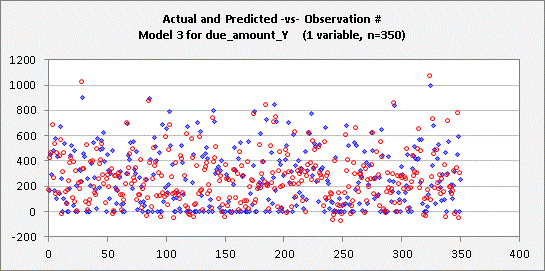 Actual and Predicted -vs- Observation #
Model 3 for due_amount_Y (1 variable, n=350)
1200
1000
800
600
400
200
0
-200
0 50 100 150 200 250 300 350 400